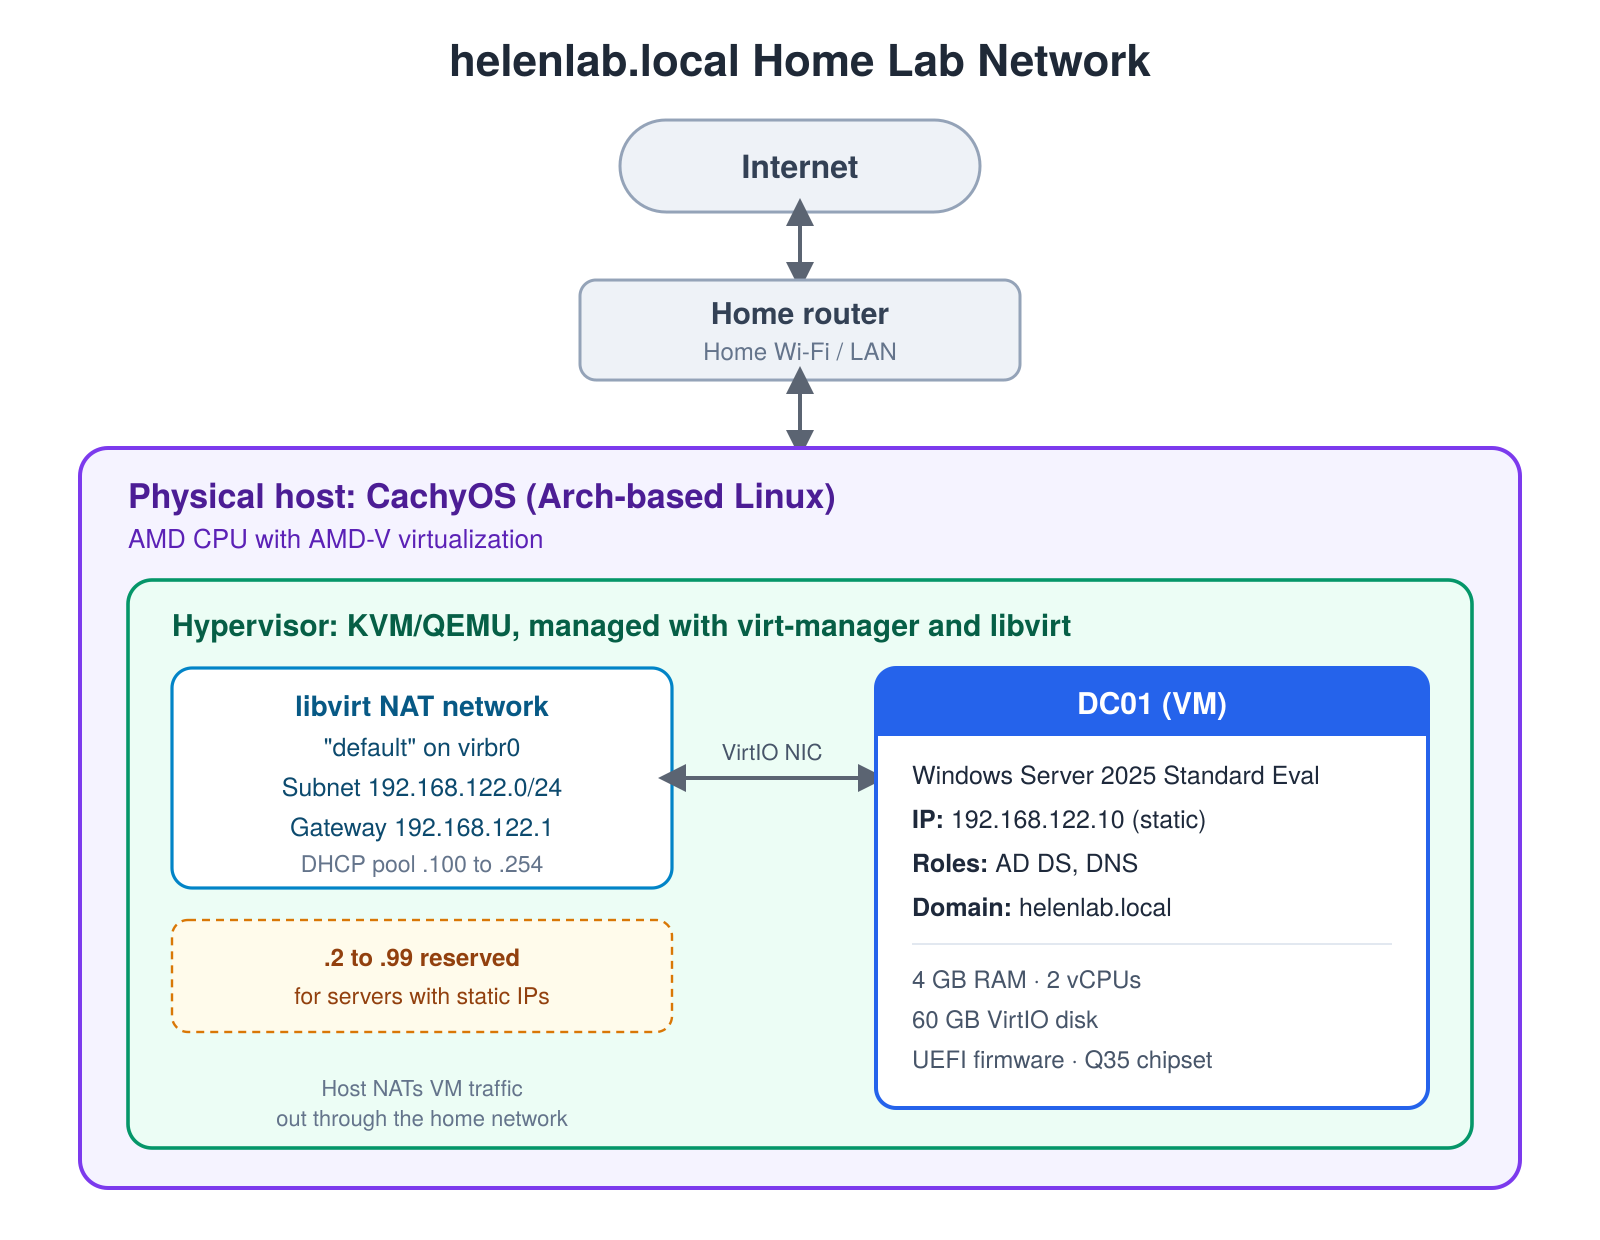 helenlab.local Home Lab Network
Internet
Home router
Home Wi-Fi / LAN
Physical host: CachyOS (Arch-based Linux)
AMD CPU with AMD-V virtualization
Hypervisor: KVM/QEMU, managed with virt-manager and libvirt
libvirt NAT network
"default" on virbr0
Subnet 192.168.122.0/24
Gateway 192.168.122.1
DHCP pool .100 to .254
.2 to .99 reserved
for servers with static IPs
Host NATs VM traffic
out through the home network
VirtIO NIC
DC01 (VM)
Windows Server 2025 Standard Eval
IP: 192.168.122.10 (static)
Roles: AD DS, DNS
Domain: helenlab.local
4 GB RAM · 2 vCPUs
60 GB VirtIO disk
UEFI firmware · Q35 chipset